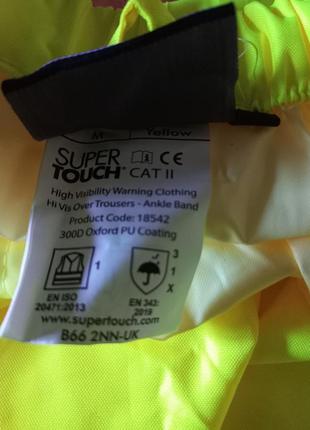 M Yellow
SUPER
TOUCH® i CE
CAT II
High Visibility Warning Clothing
Hi Vis Over Trousers - Ankle Band
Product Code: 18542
300D Oxford PU Coating
1
3
1
X
EN ISO
20471:2013
EN 343:
2019
www.supertouch.com
B66 2NN-UK